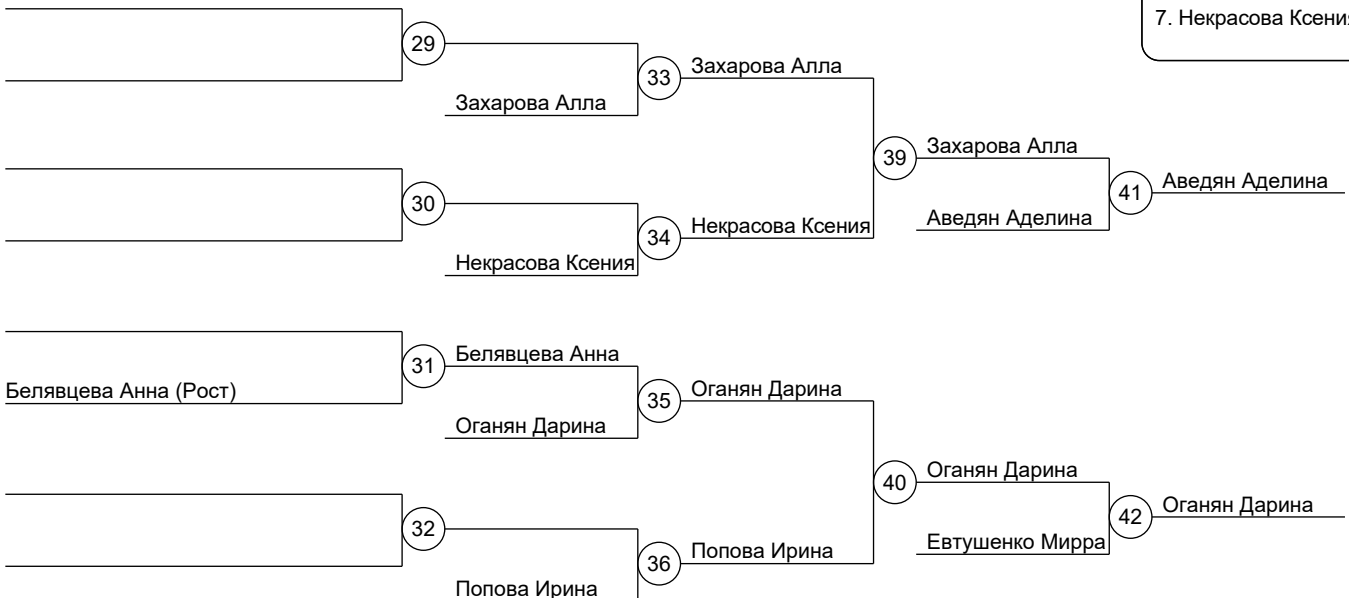 7. Некрасова Ксения
29
33
Захарова Алла
Захарова Алла
39
Захарова Алла
41
Аведян Аделина
30
34
Некрасова Ксения
Аведян Аделина
Некрасова Ксения
31
Белявцева Анна
Белявцева Анна (Рост)
35
Оганян Дарина
Оганян Дарина
40
Оганян Дарина
42
Оганян Дарина
32
36
Попова Ирина
Евтушенко Мирра
Попова Ирина